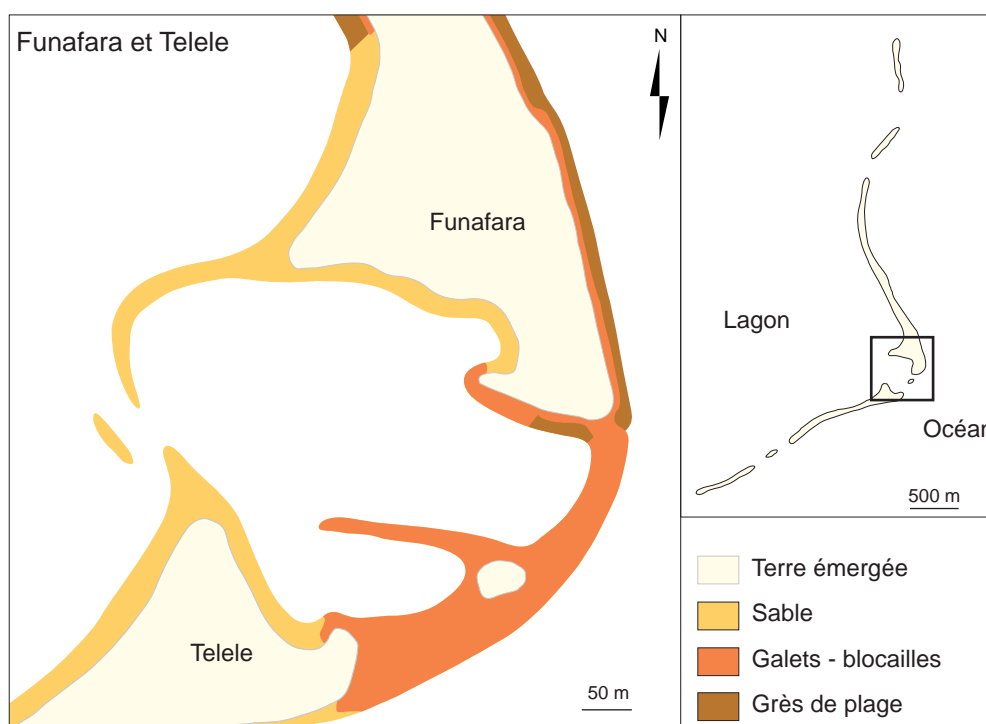 Funafara et Telele
N
Funafara
Telele
50 m
Lagon
Océan
500 m
Terre émergée
Sable
Galets - blocailles
Grès de plage